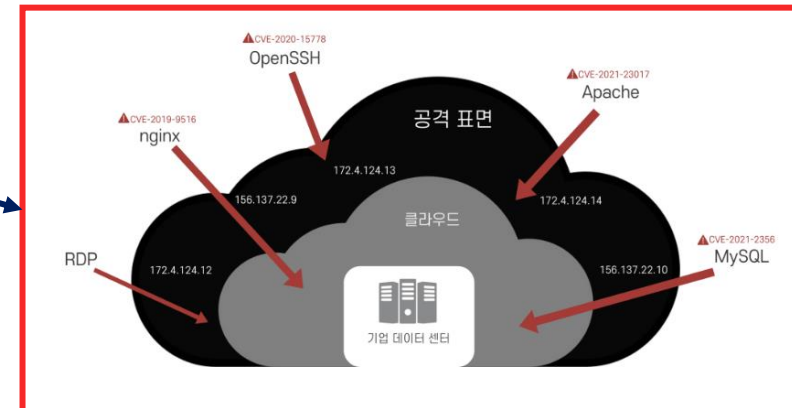 ⚠CVE-2020-15778
OpenSSH
⚠CVE-2021-23017
Apache
⚠CVE-2019-9516
nginx
공격 표면
172.4.124.13
156.137.22.9
172.4.124.14
클라우드
⚠CVE-2021-2356
MySQL
RDP
172.4.124.12
156.137.22.10
기업 데이터 센터